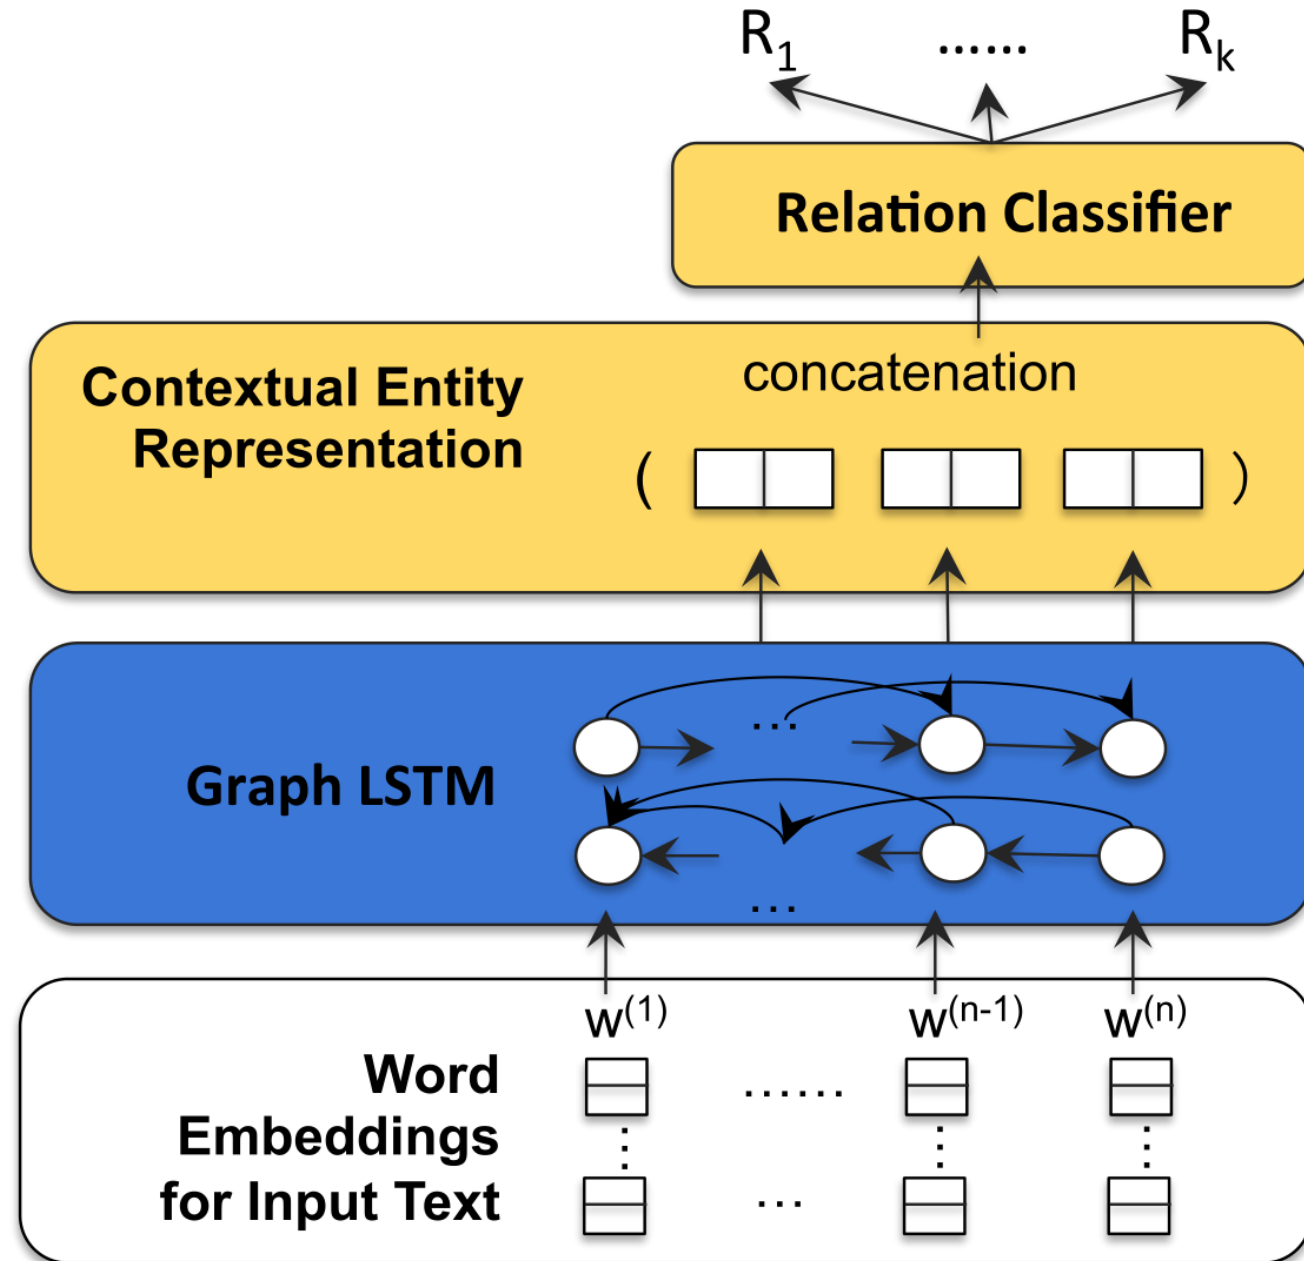 R₁ ...... Rₖ
Relation Classifier
Contextual Entity
Representation
concatenation
( )
...
Graph LSTM
...
w⁽¹⁾ w⁽ⁿ⁻¹⁾ w⁽ⁿ⁾
Word
Embeddings
for Input Text
......
...